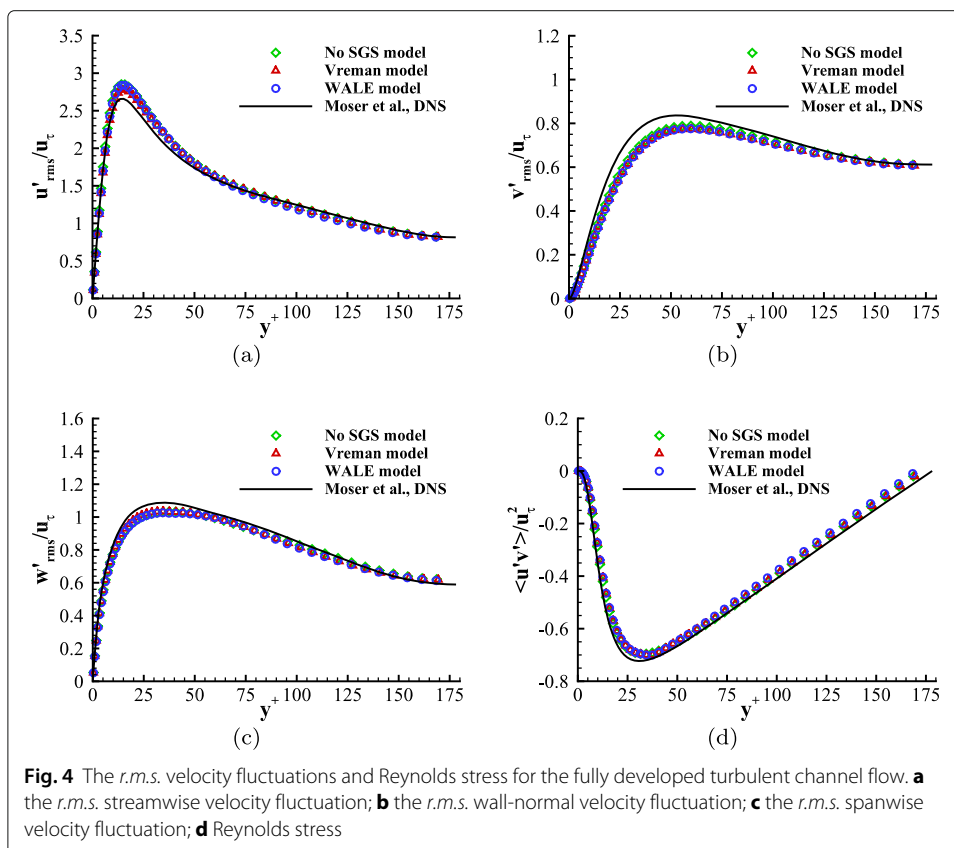 3.5
3
2.5
2
1.5
1
0.5
0
u'rms/uτ
No SGS model
Vreman model
WALE model
Moser et al., DNS
0 25 50 75 100 125 150 175
y+
(a)
1.2
1
0.8
0.6
0.4
0.2
0
v'rms/uτ
No SGS model
Vreman model
WALE model
Moser et al., DNS
0 25 50 75 100 125 150 175
y+
(b)
1.6
1.4
1.2
1
0.8
0.6
0.4
0.2
0
w'rms/uτ
No SGS model
Vreman model
WALE model
Moser et al., DNS
0 25 50 75 100 125 150 175
y+
(c)
0.2
0
-0.2
-0.4
-0.6
-0.8
<u'v'>/u²τ
No SGS model
Vreman model
WALE model
Moser et al., DNS
0 25 50 75 100 125 150 175
y+
(d)
Fig. 4 The r.m.s. velocity fluctuations and Reynolds stress for the fully developed turbulent channel flow. a
the r.m.s. streamwise velocity fluctuation; b the r.m.s. wall-normal velocity fluctuation; c the r.m.s. spanwise
velocity fluctuation; d Reynolds stress